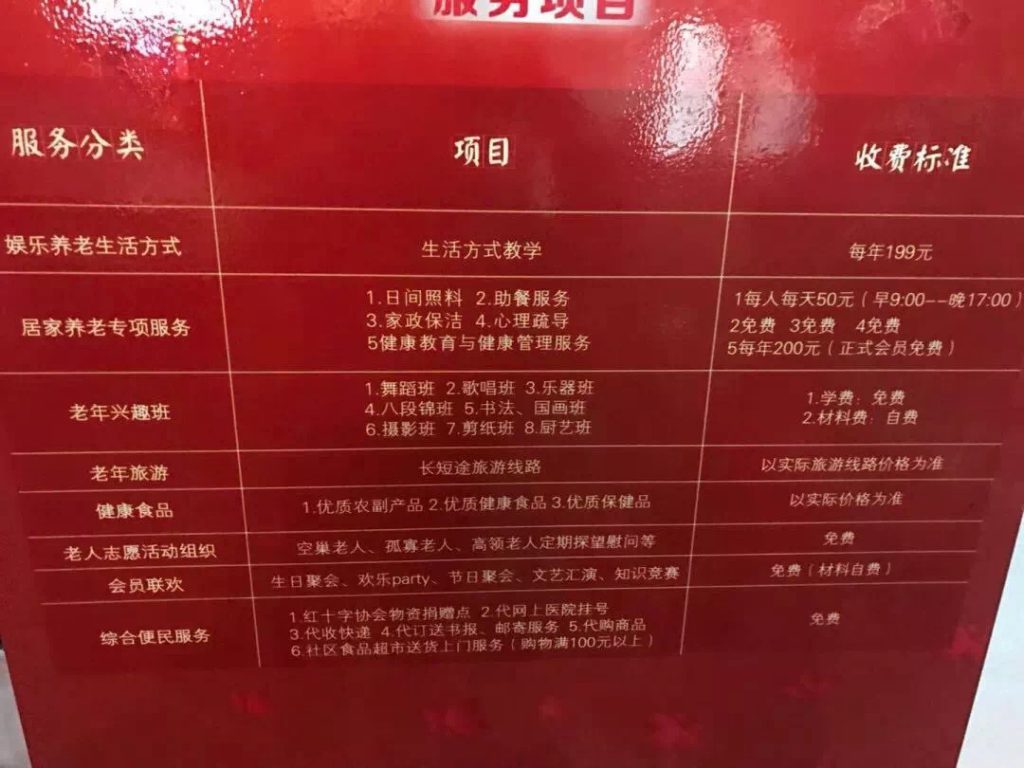 服务项目
服务分类 项目 收费标准
娱乐养老生活方式 生活方式教学 每年199元
居家养老专项服务
1.日间照料 2.助餐服务
3.家政保洁 4.心理疏导
5健康教育与健康管理服务
1每人每天50元（早9:00--晚17:00）
2免费 3免费 4免费
5每年200元（正式会员免费）
老年兴趣班
1.舞蹈班 2.歌唱班 3.乐器班
4.八段锦班 5.书法、国画班
6.摄影班 7.剪纸班 8.厨艺班
1.学费：免费
2.材料费：自费
老年旅游 长短途旅游线路 以实际旅游线路价格为准
健康食品 1.优质农副产品 2.优质健康食品 3.优质保健品 以实际价格为准
老人志愿活动组织 空巢老人、孤寡老人、高领老人定期探望慰问等 免费
会员联欢 生日聚会、欢乐party、节日聚会、文艺汇演、知识竞赛 免费（材料自费）
综合便民服务
1.红十字协会物资捐赠点 2.代网上医院挂号
3.代收快递 4.代订送书报、邮寄服务 5.代购商品
6.社区食品超市送货上门服务（购物满100元以上）
免费